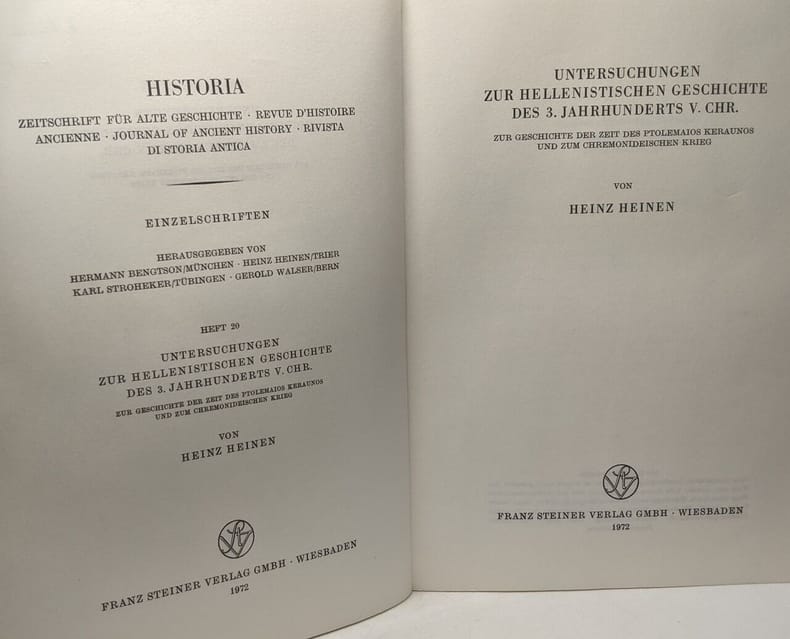 HISTORIA
ZEITSCHRIFT FÜR ALTE GESCHICHTE · REVUE D'HISTOIRE
ANCIENNE · JOURNAL OF ANCIENT HISTORY · RIVISTA
DI STORIA ANTICA
EINZELSCHRIFTEN
HERAUSGEGEBEN VON
HERMANN BENGTSON/MÜNCHEN · HEINZ HEINEN/TRIER
KARL STROHEKER/TÜBINGEN · GEROLD WALSER/BERN
HEFT 20
UNTERSUCHUNGEN
ZUR HELLENISTISCHEN GESCHICHTE
DES 3. JAHRHUNDERTS V. CHR.
ZUR GESCHICHTE DER ZEIT DES PTOLEMAIOS KERAUNOS
UND ZUM CHREMONIDEISCHEN KRIEG
VON
HEINZ HEINEN
FRANZ STEINER VERLAG GMBH · WIESBADEN
1972
UNTERSUCHUNGEN
ZUR HELLENISTISCHEN GESCHICHTE
DES 3. JAHRHUNDERTS V. CHR.
ZUR GESCHICHTE DER ZEIT DES PTOLEMAIOS KERAUNOS
UND ZUM CHREMONIDEISCHEN KRIEG
VON
HEINZ HEINEN
FRANZ STEINER VERLAG GMBH · WIESBADEN
1972